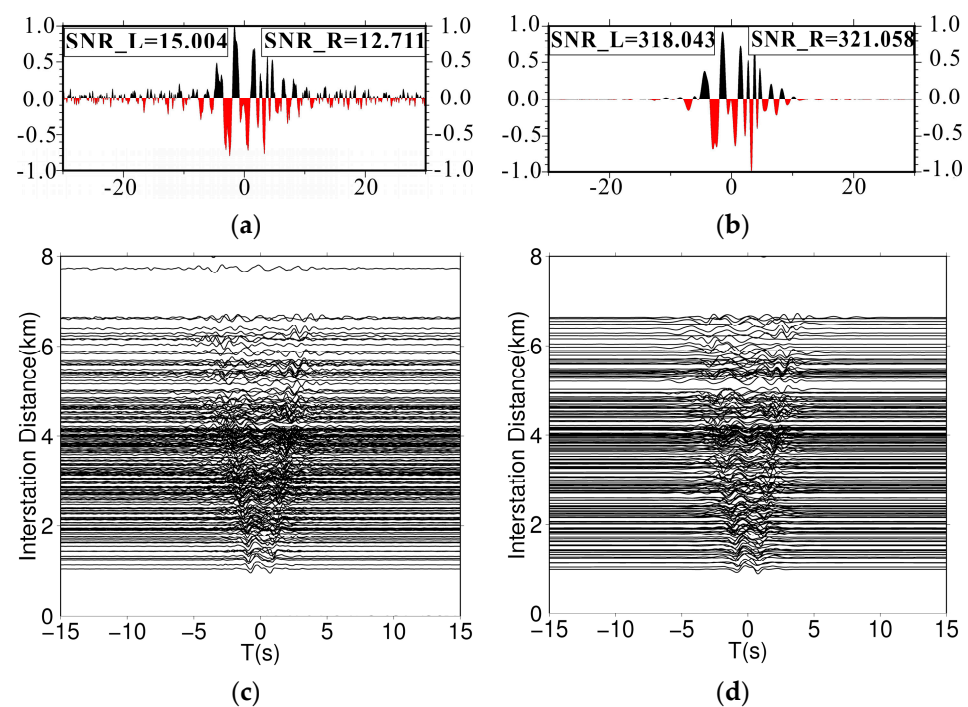 1.0 SNR_L=15.004 SNR_R=12.711 1.0
0.5 0.5
0.0 0.0
-0.5 -0.5
-1.0 -1.0
-20 0 20
(a)
1.0 SNR_L=318.043 SNR_R=321.058 1.0
0.5 0.5
0.0 0.0
-0.5 -0.5
-1.0 -1.0
-20 0 20
(b)
Interstation Distance(km)
8
6
4
2
0
−15 −10 −5 0 5 10 15
T(s)
(c)
Interstation Distance(km)
8
6
4
2
0
−15 −10 −5 0 5 10 15
T(s)
(d)